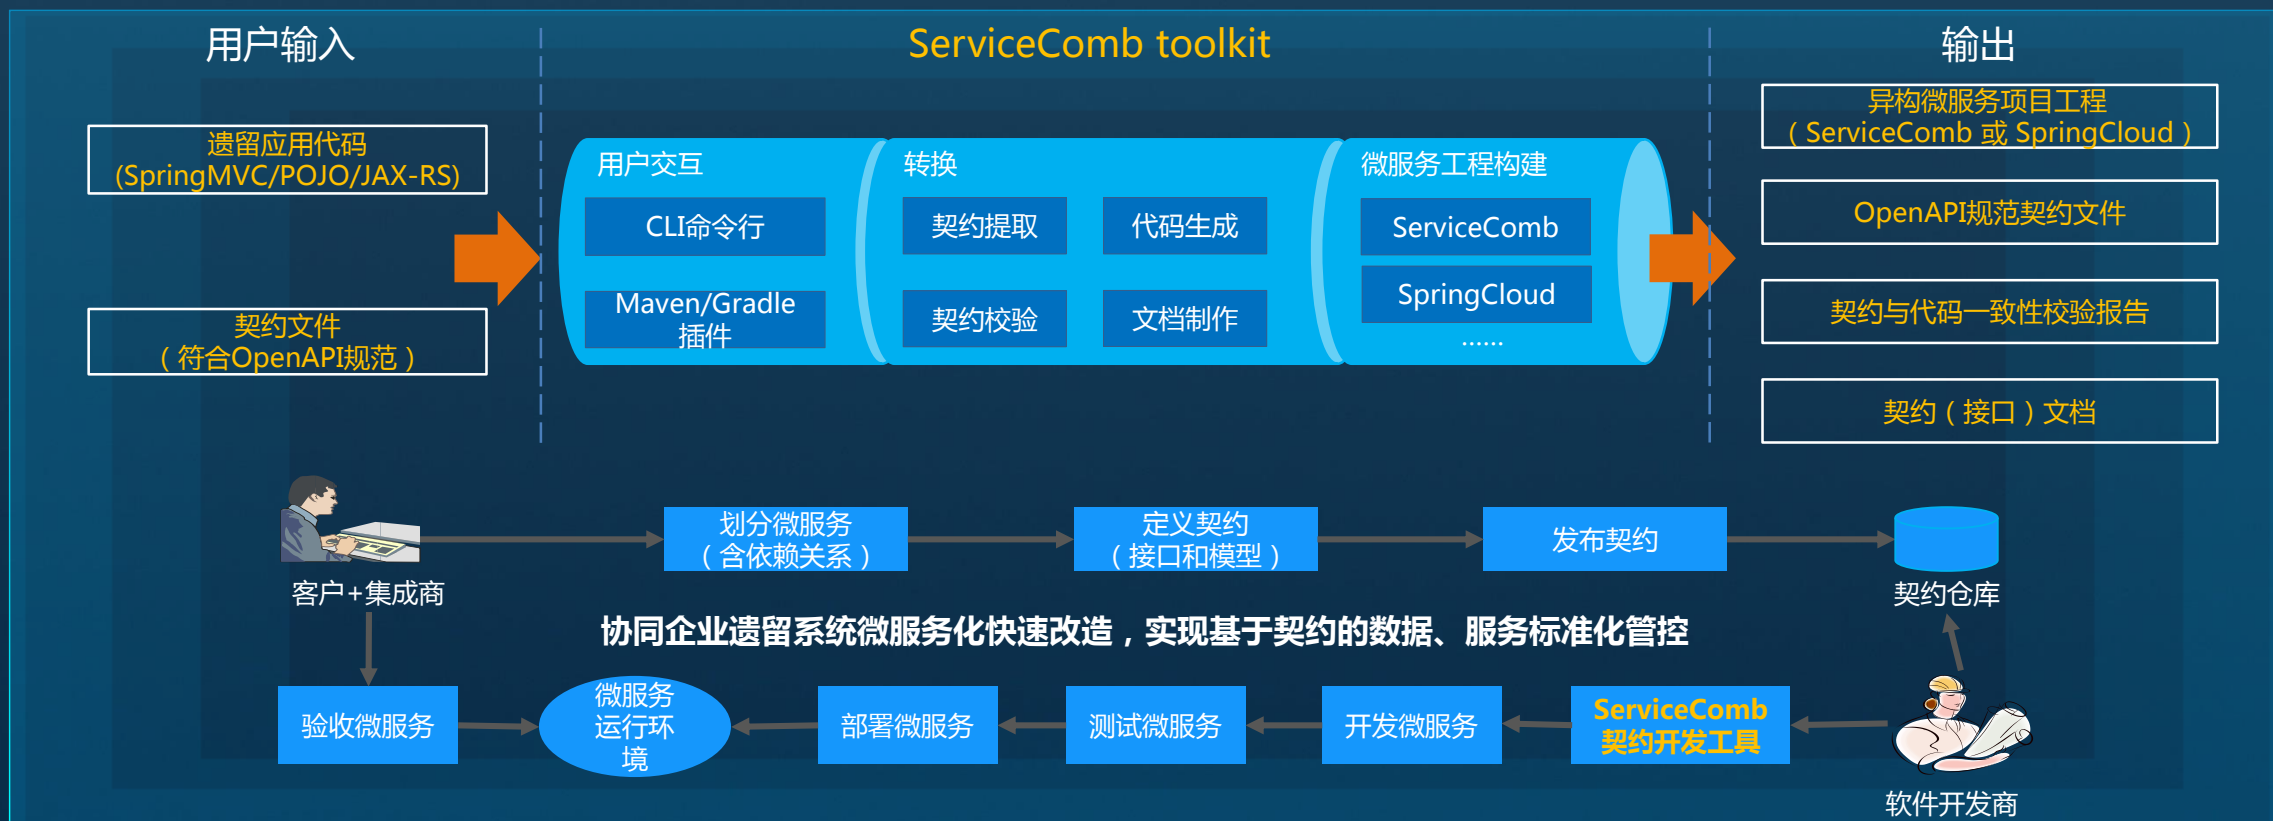 用户输入
ServiceComb toolkit
输出
遗留应用代码
(SpringMVC/POJO/JAX-RS)
契约文件
（符合OpenAPI规范）
用户交互
CLI命令行
Maven/Gradle
插件
转换
契约提取
代码生成
契约校验
文档制作
微服务工程构建
ServiceComb
SpringCloud
......
异构微服务项目工程
（ServiceComb 或 SpringCloud）
OpenAPI规范契约文件
契约与代码一致性校验报告
契约（接口）文档
客户+集成商
划分微服务
（含依赖关系）
定义契约
（接口和模型）
发布契约
契约仓库
协同企业遗留系统微服务化快速改造，实现基于契约的数据、服务标准化管控
验收微服务
微服务
运行环
境
部署微服务
测试微服务
开发微服务
ServiceComb
契约开发工具
软件开发商